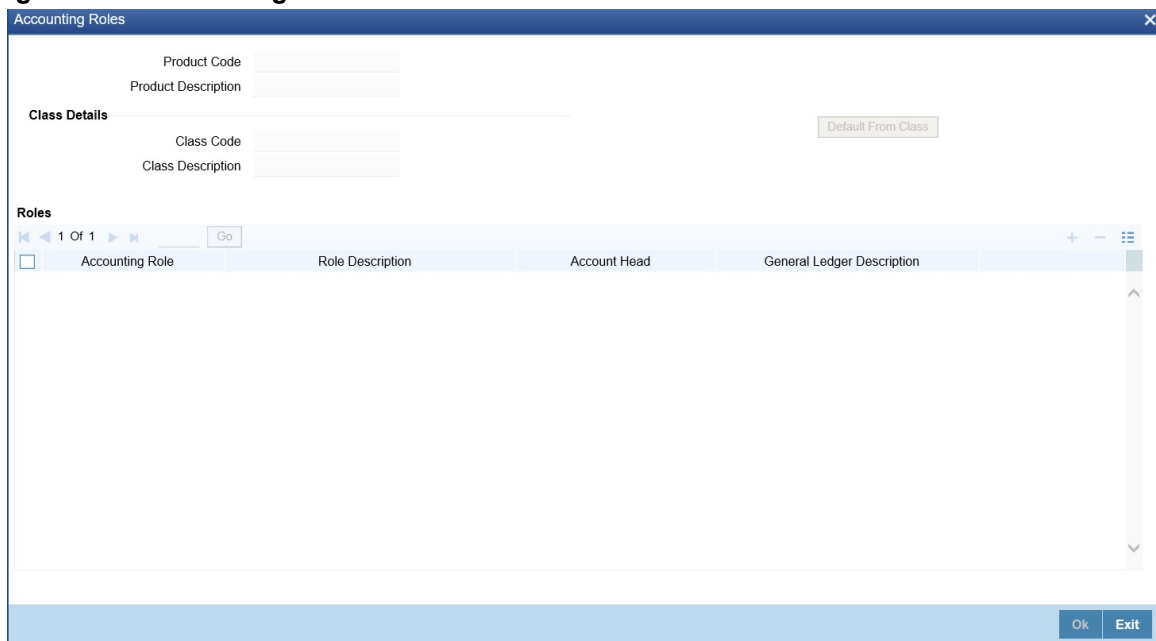 Accounting Roles
Product Code
Product Description
Class Details
Default From Class
Class Code
Class Description
Roles
1 Of 1 Go
Accounting Role Role Description Account Head General Ledger Description
Ok Exit